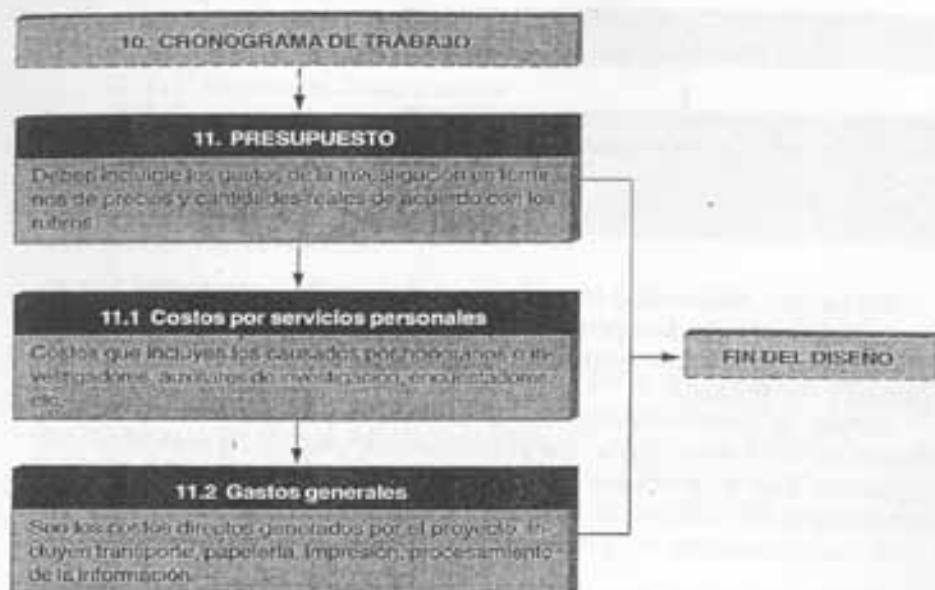 10. CRONOGRAMA DE TRABAJO
11. PRESUPUESTO
Deben incluirse los gastos de la investigación en térmi-
nos de precios y cantidades reales de acuerdo con los
rubros
11.1 Costos por servicios personales
Costos que incluyen los causados por honorarios a in-
vestigadores, auxiliares de investigación, encuestadores,
etc.
FIN DEL DISEÑO
11.2 Gastos generales
Son los costos directos generados por el proyecto. In-
cluyen transporte, papelería, impresión, procesamiento
de la información.